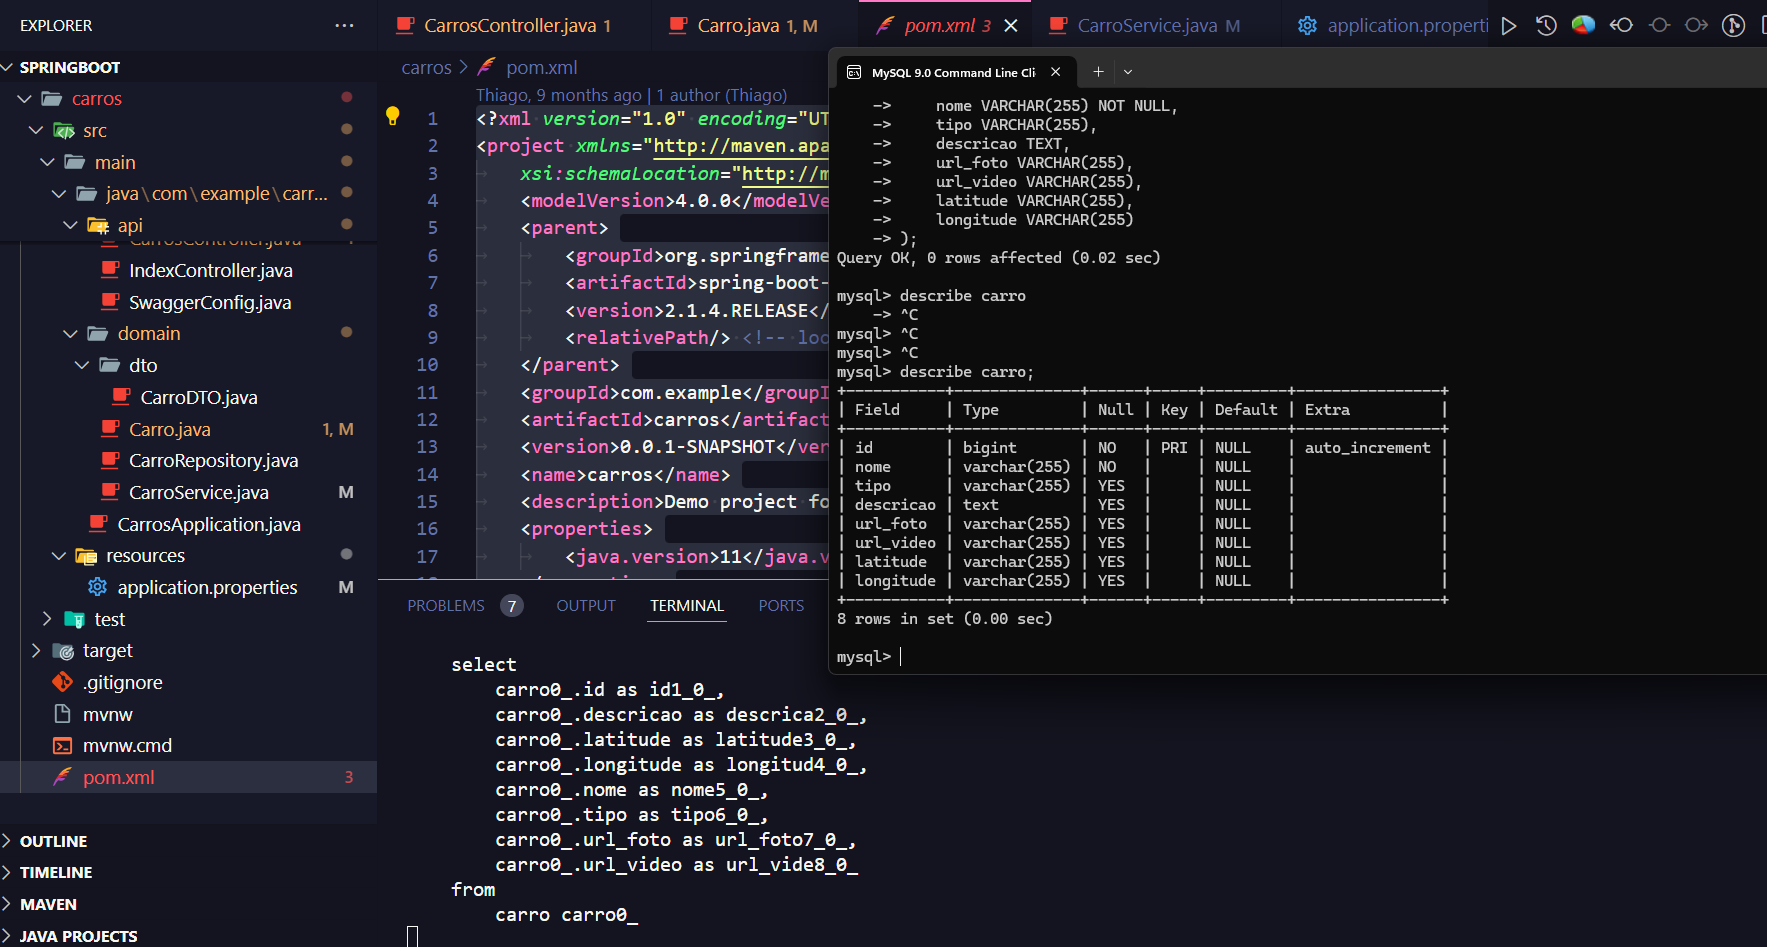 EXPLORER
SPRINGBOOT
carros
src
main
java\com\example\carr...
api
CarrosController.java
IndexController.java
SwaggerConfig.java
domain
dto
CarroDTO.java
Carro.java 1, M
CarroRepository.java
CarroService.java M
CarrosApplication.java
resources
application.properties M
test
target
.gitignore
mvnw
mvnw.cmd
pom.xml 3
OUTLINE
TIMELINE
MAVEN
JAVA PROJECTS
CarrosController.java 1
Carro.java 1, M
pom.xml 3
CarroService.java M
application.properti
carros > pom.xml
Thiago, 9 months ago | 1 author (Thiago)
1 <?xml version="1.0" encoding="UT
2 <project xmlns="http://maven.apa
3 xsi:schemaLocation="http://m
4 <modelVersion>4.0.0</modelVe
5 <parent>
6 <groupId>org.springframe
7 <artifactId>spring-boot-
8 <version>2.1.4.RELEASE</
9 <relativePath/> <!-- loo
10 </parent>
11 <groupId>com.example</groupI
12 <artifactId>carros</artifact
13 <version>0.0.1-SNAPSHOT</ver
14 <name>carros</name>
15 <description>Demo project fo
16 <properties>
17 <java.version>11</java.v
PROBLEMS 7 OUTPUT TERMINAL PORTS
select
carro0_.id as id1_0_,
carro0_.descricao as descrica2_0_,
carro0_.latitude as latitude3_0_,
carro0_.longitude as longitud4_0_,
carro0_.nome as nome5_0_,
carro0_.tipo as tipo6_0_,
carro0_.url_foto as url_foto7_0_,
carro0_.url_video as url_vide8_0_
from
carro carro0_
MySQL 9.0 Command Line Cli
-> nome VARCHAR(255) NOT NULL,
-> tipo VARCHAR(255),
-> descricao TEXT,
-> url_foto VARCHAR(255),
-> url_video VARCHAR(255),
-> latitude VARCHAR(255),
-> longitude VARCHAR(255)
-> );
Query OK, 0 rows affected (0.02 sec)
mysql> describe carro
-> ^C
mysql> ^C
mysql> ^C
mysql> describe carro;
+-----------+--------------+------+-----+---------+----------------+
| Field | Type | Null | Key | Default | Extra |
+-----------+--------------+------+-----+---------+----------------+
| id | bigint | NO | PRI | NULL | auto_increment |
| nome | varchar(255) | NO | | NULL | |
| tipo | varchar(255) | YES | | NULL | |
| descricao | text | YES | | NULL | |
| url_foto | varchar(255) | YES | | NULL | |
| url_video | varchar(255) | YES | | NULL | |
| latitude | varchar(255) | YES | | NULL | |
| longitude | varchar(255) | YES | | NULL | |
+-----------+--------------+------+-----+---------+----------------+
8 rows in set (0.00 sec)
mysql>